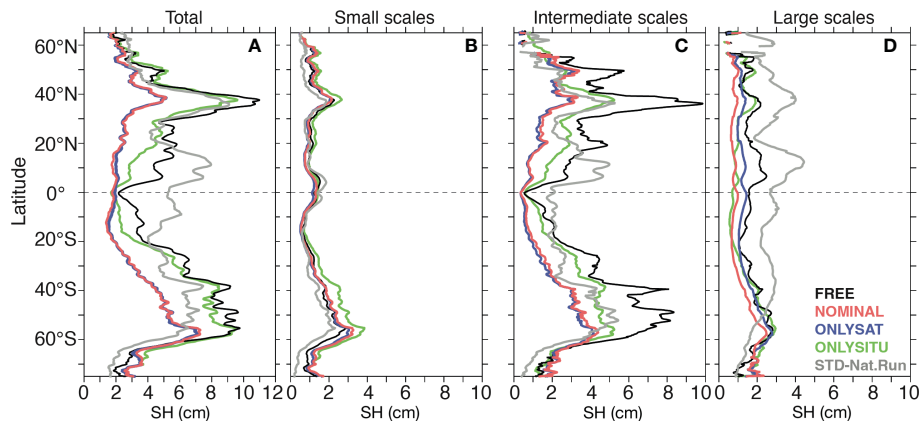 Total
Small scales
Intermediate scales
Large scales
A
B
C
D
60°N
40°N
20°N
0°
20°S
40°S
60°S
Latitude
FREE
NOMINAL
ONLYSAT
ONLYSITU
STD-Nat.Run
0 2 4 6 8 10 12
0 2 4 6 8 10
0 2 4 6 8 10
0 2 4 6 8 10
SH (cm)
SH (cm)
SH (cm)
SH (cm)